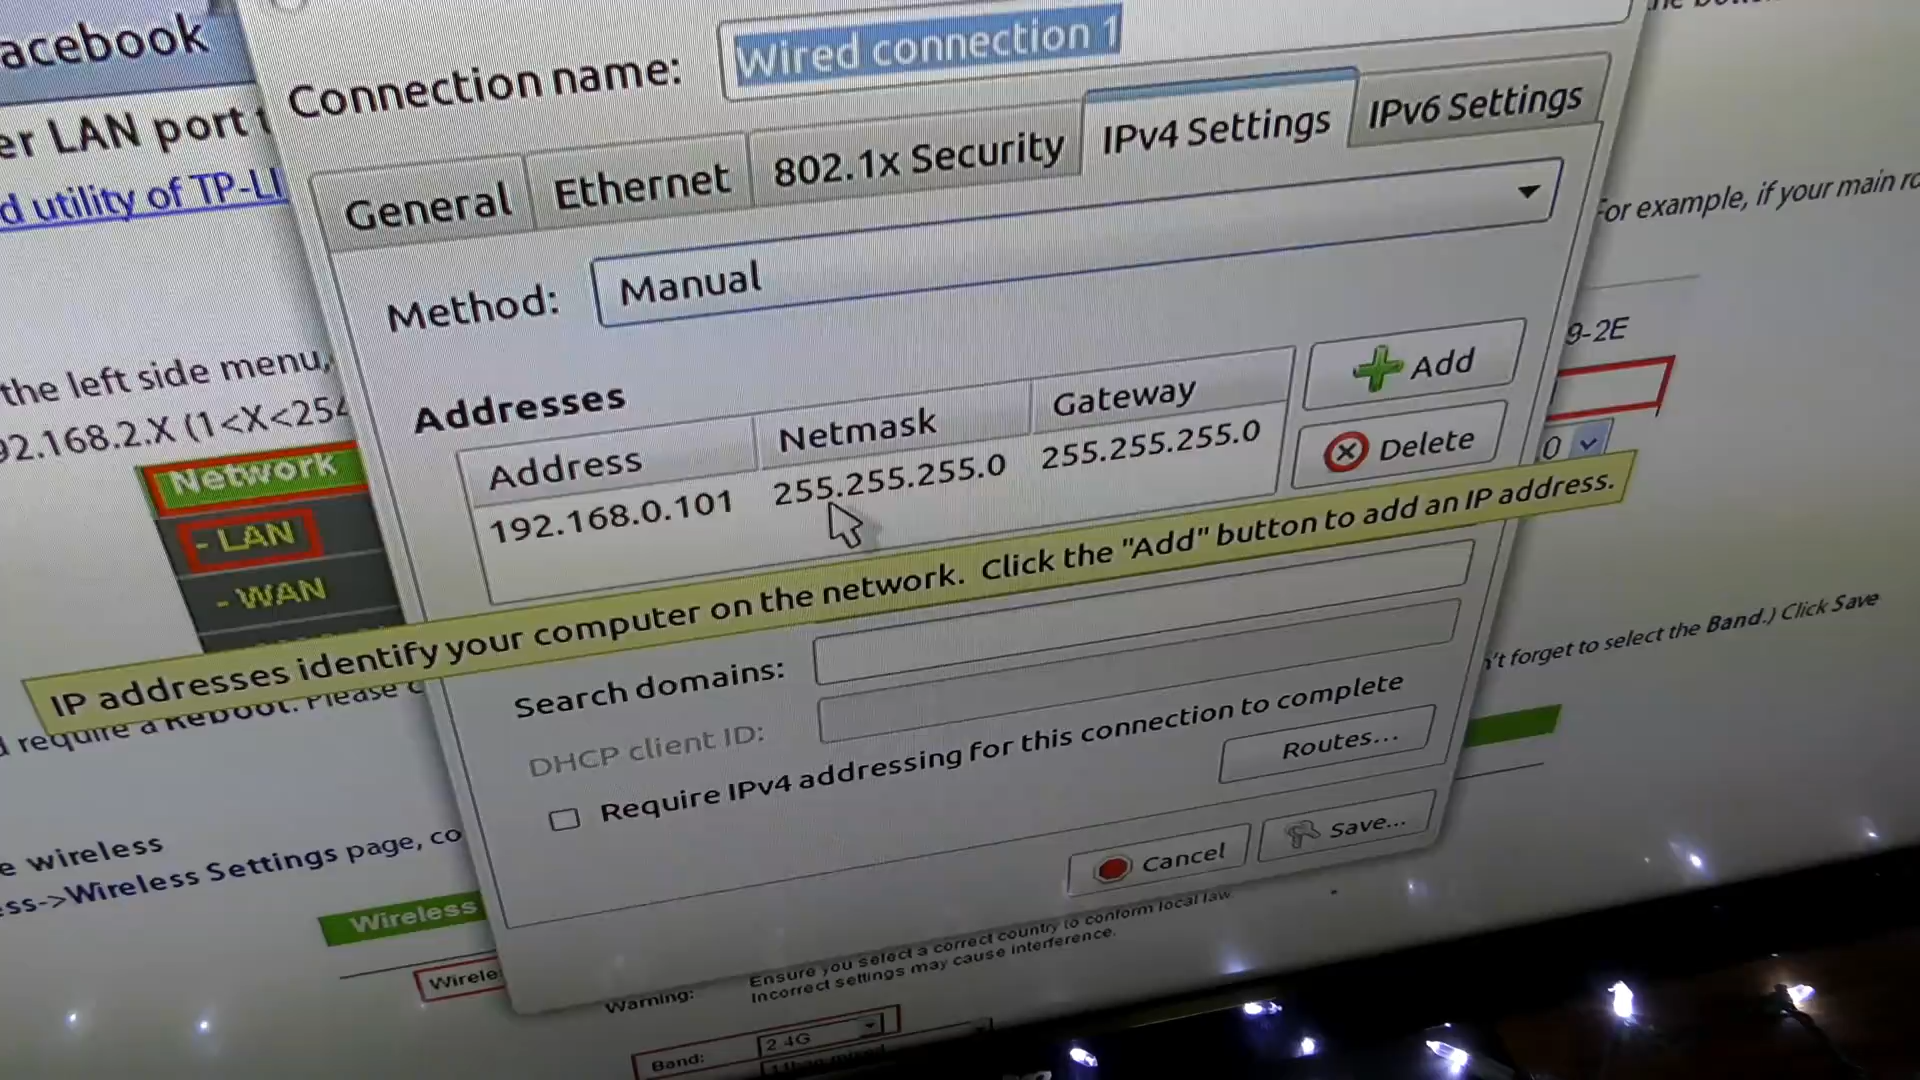 acebook
Connection name: Wired connection 1
er LAN port
General Ethernet 802.1x Security IPv4 Settings IPv6 Settings
d utility of TP-LI
For example, if your main
Method: Manual
9-2E
the left side menu,
Addresses
Add
92.168.2.X (1<X<254
Address Netmask Gateway
Delete
192.168.0.101 255.255.255.0 255.255.255.0
0
Network
- LAN
- WAN
IP addresses identify your computer on the network. Click the "Add" button to add an IP address.
Search domains:
n't forget to select the Band.) Click Save
require a Reboot. Please
DHCP client ID:
Require IPv4 addressing for this connection to complete
Routes...
e wireless
Cancel Save...
ss->Wireless Settings page, co
Wireless
Ensure you select a correct country to conform local law.
Incorrect settings may cause interference.
Wirele
Warning:
Band: 2.4G